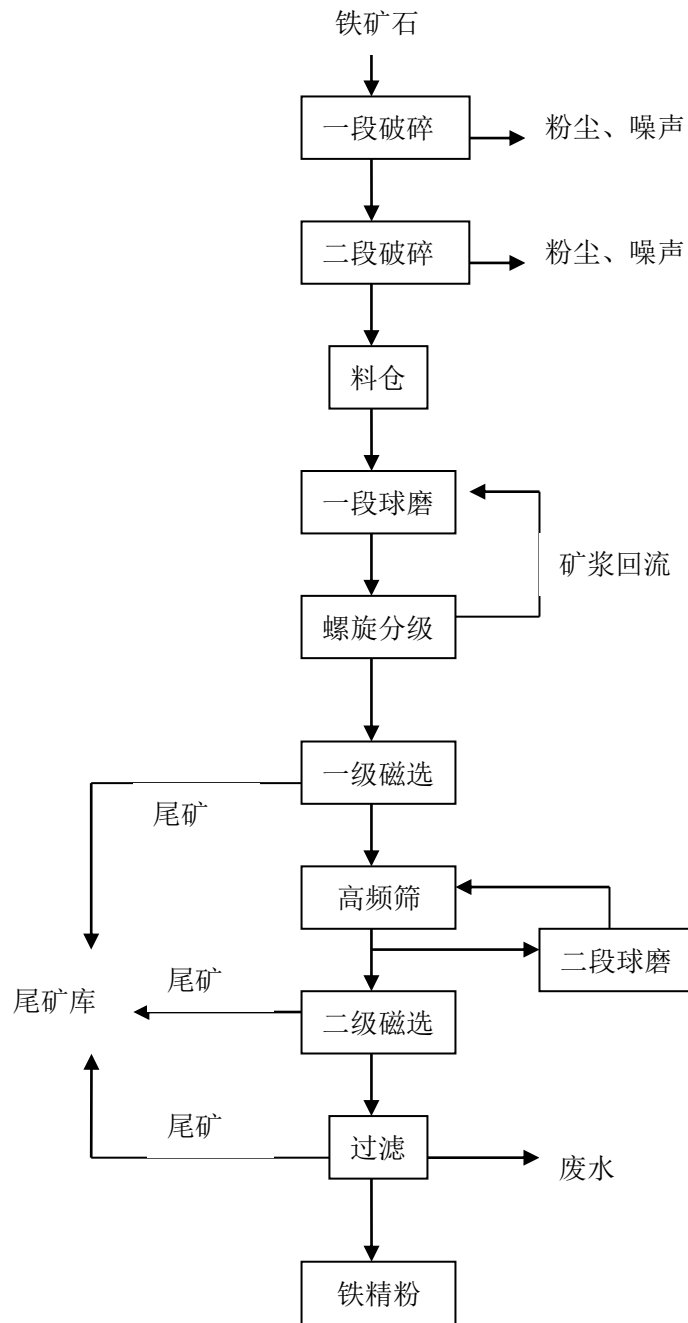 铁矿石
一段破碎
粉尘、噪声
二段破碎
粉尘、噪声
料仓
一段球磨
矿浆回流
螺旋分级
一级磁选
尾矿
高频筛
二段球磨
尾矿
尾矿库
二级磁选
尾矿
过滤
废水
铁精粉